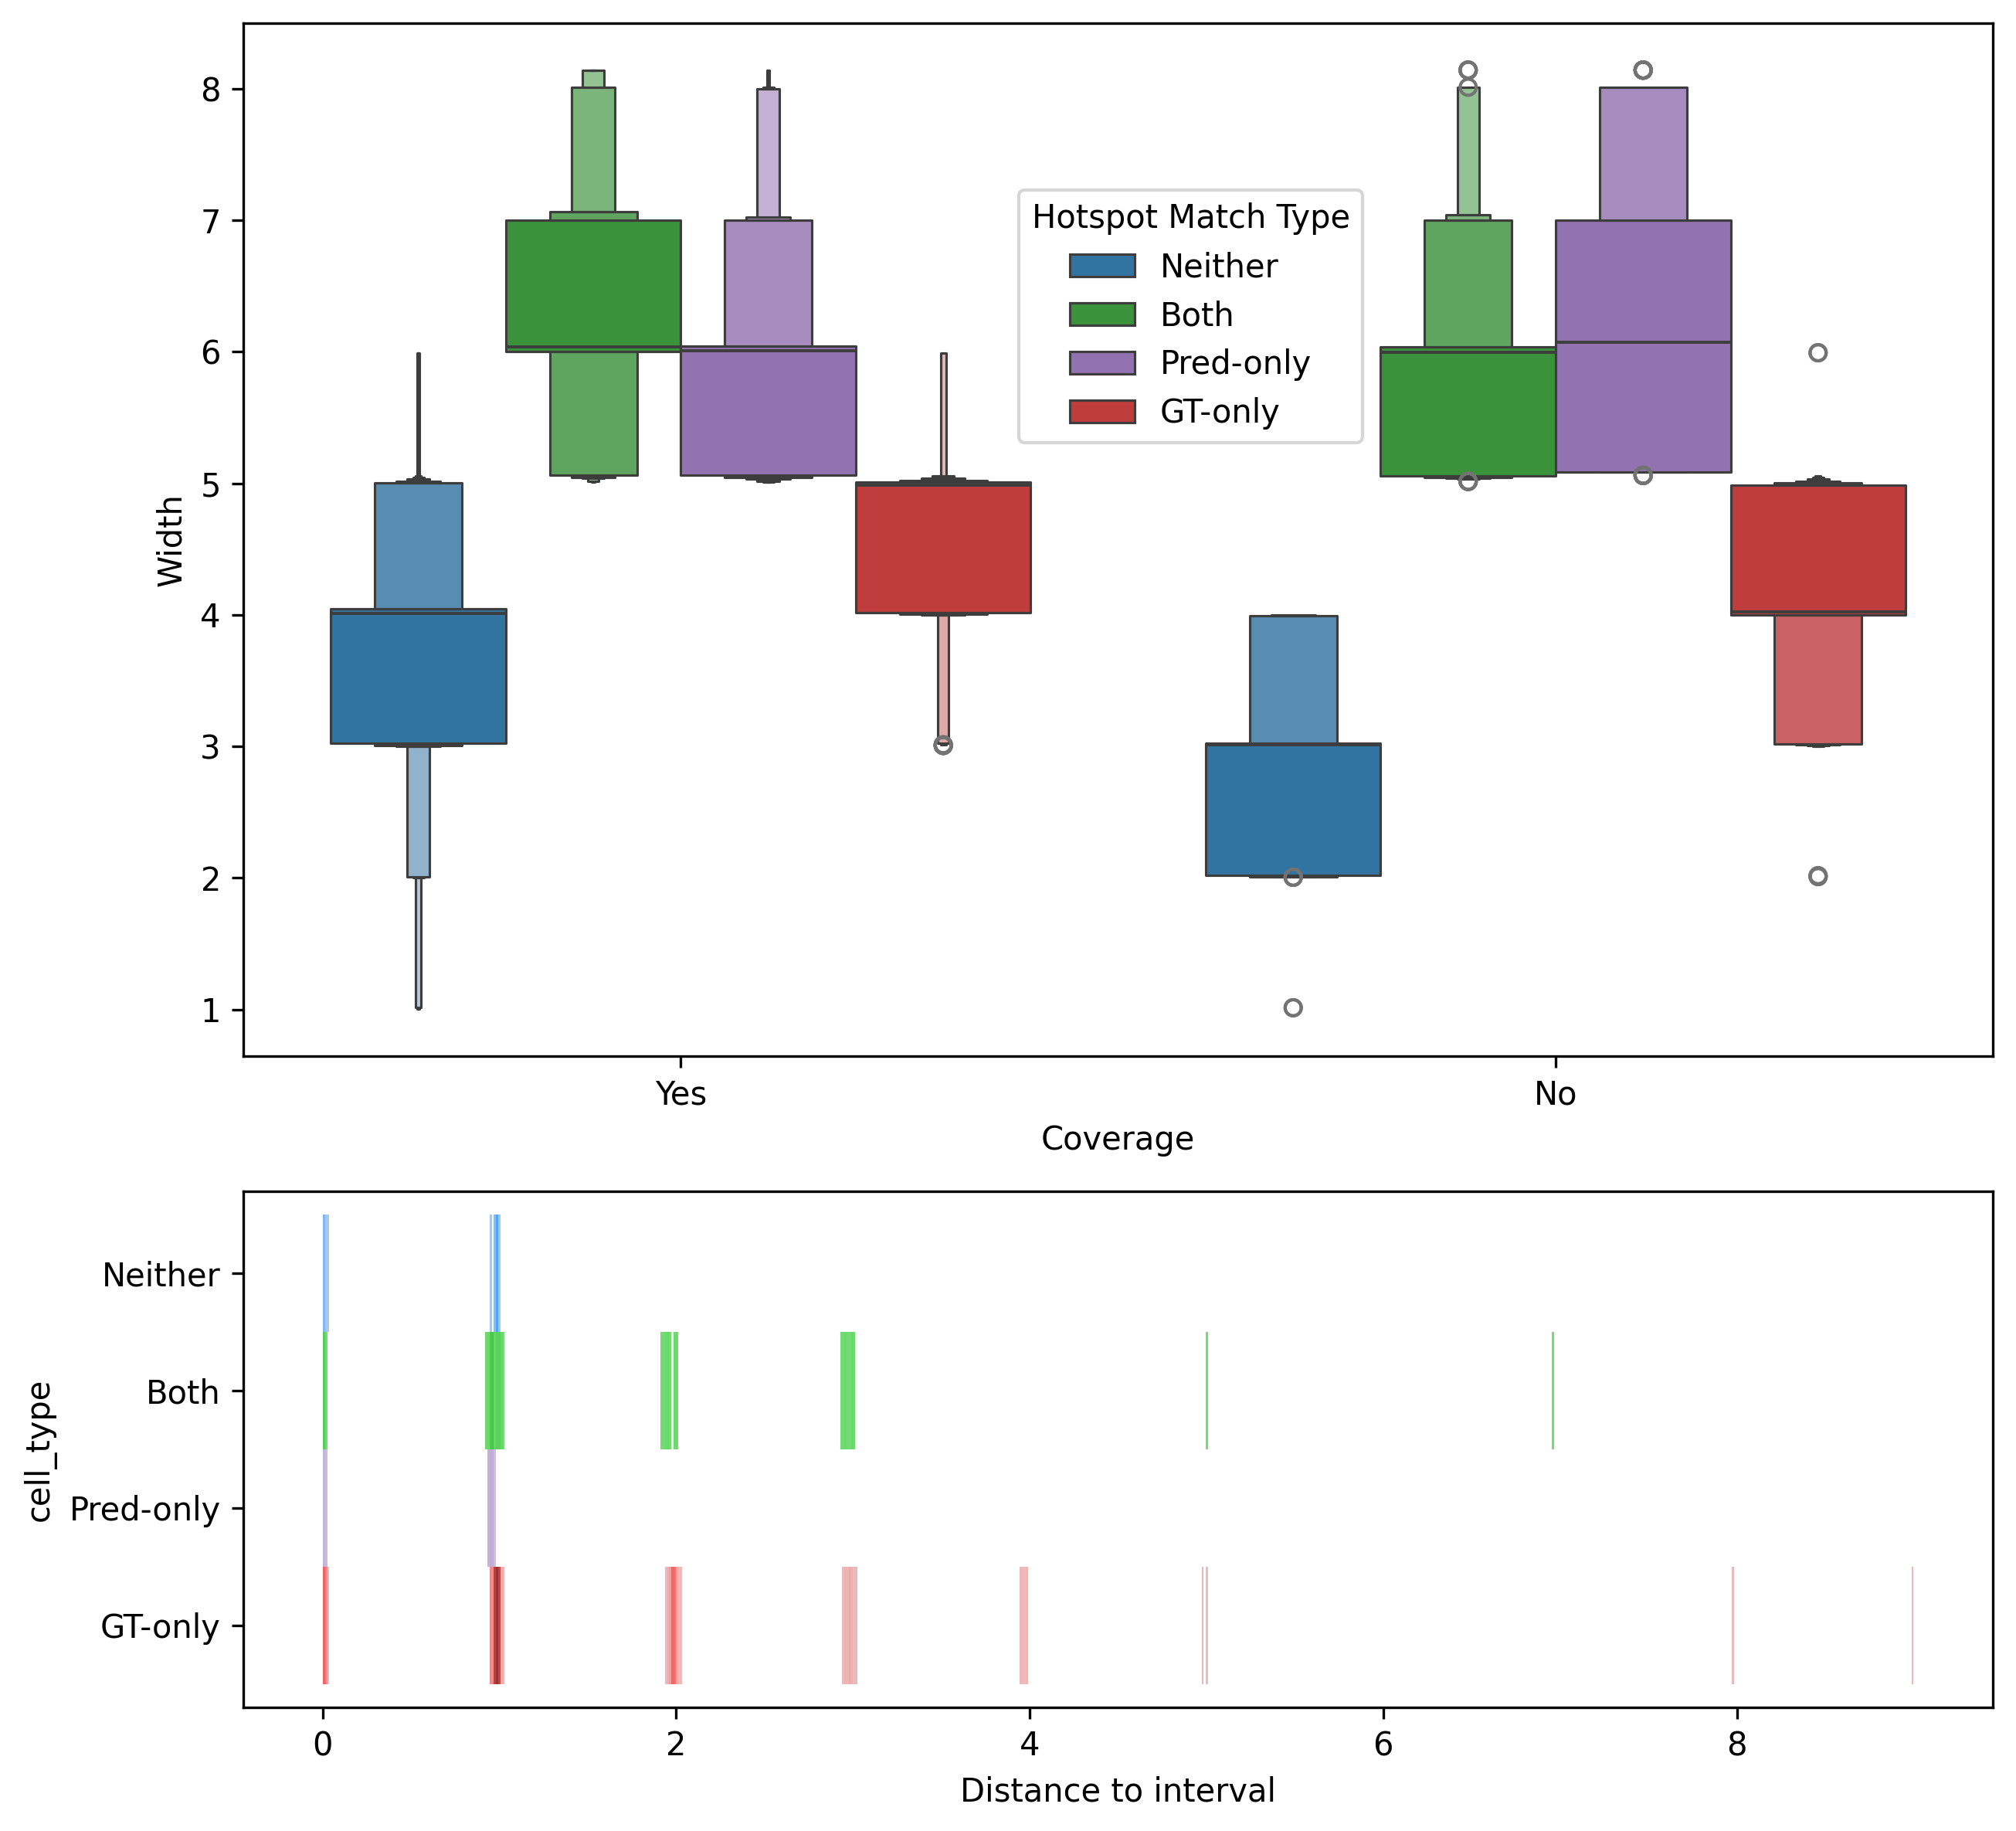 8
7
6
5
4
3
2
1
Width
Hotspot Match Type
Neither
Both
Pred-only
GT-only
Yes
No
Coverage
Neither
Both
Pred-only
GT-only
cell_type
0
2
4
6
8
Distance to interval